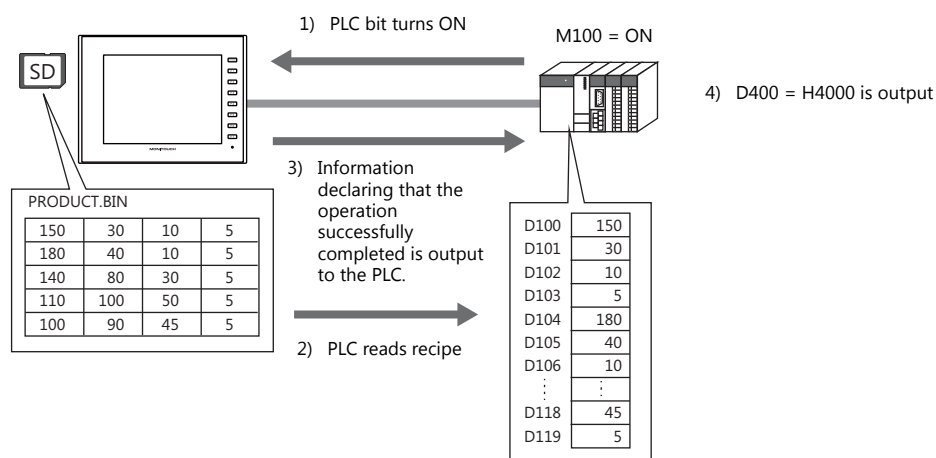 1) PLC bit turns ON
M100 = ON
SD
4) D400 = H4000 is output
MONITOUCH
3) Information
declaring that the
operation
successfully
completed is output
to the PLC.
PRODUCT.BIN
150 30 10 5
180 40 10 5
140 80 30 5
110 100 50 5
100 90 45 5
2) PLC reads recipe
D100 150
D101 30
D102 10
D103 5
D104 180
D105 40
D106 10
D118 45
D119 5